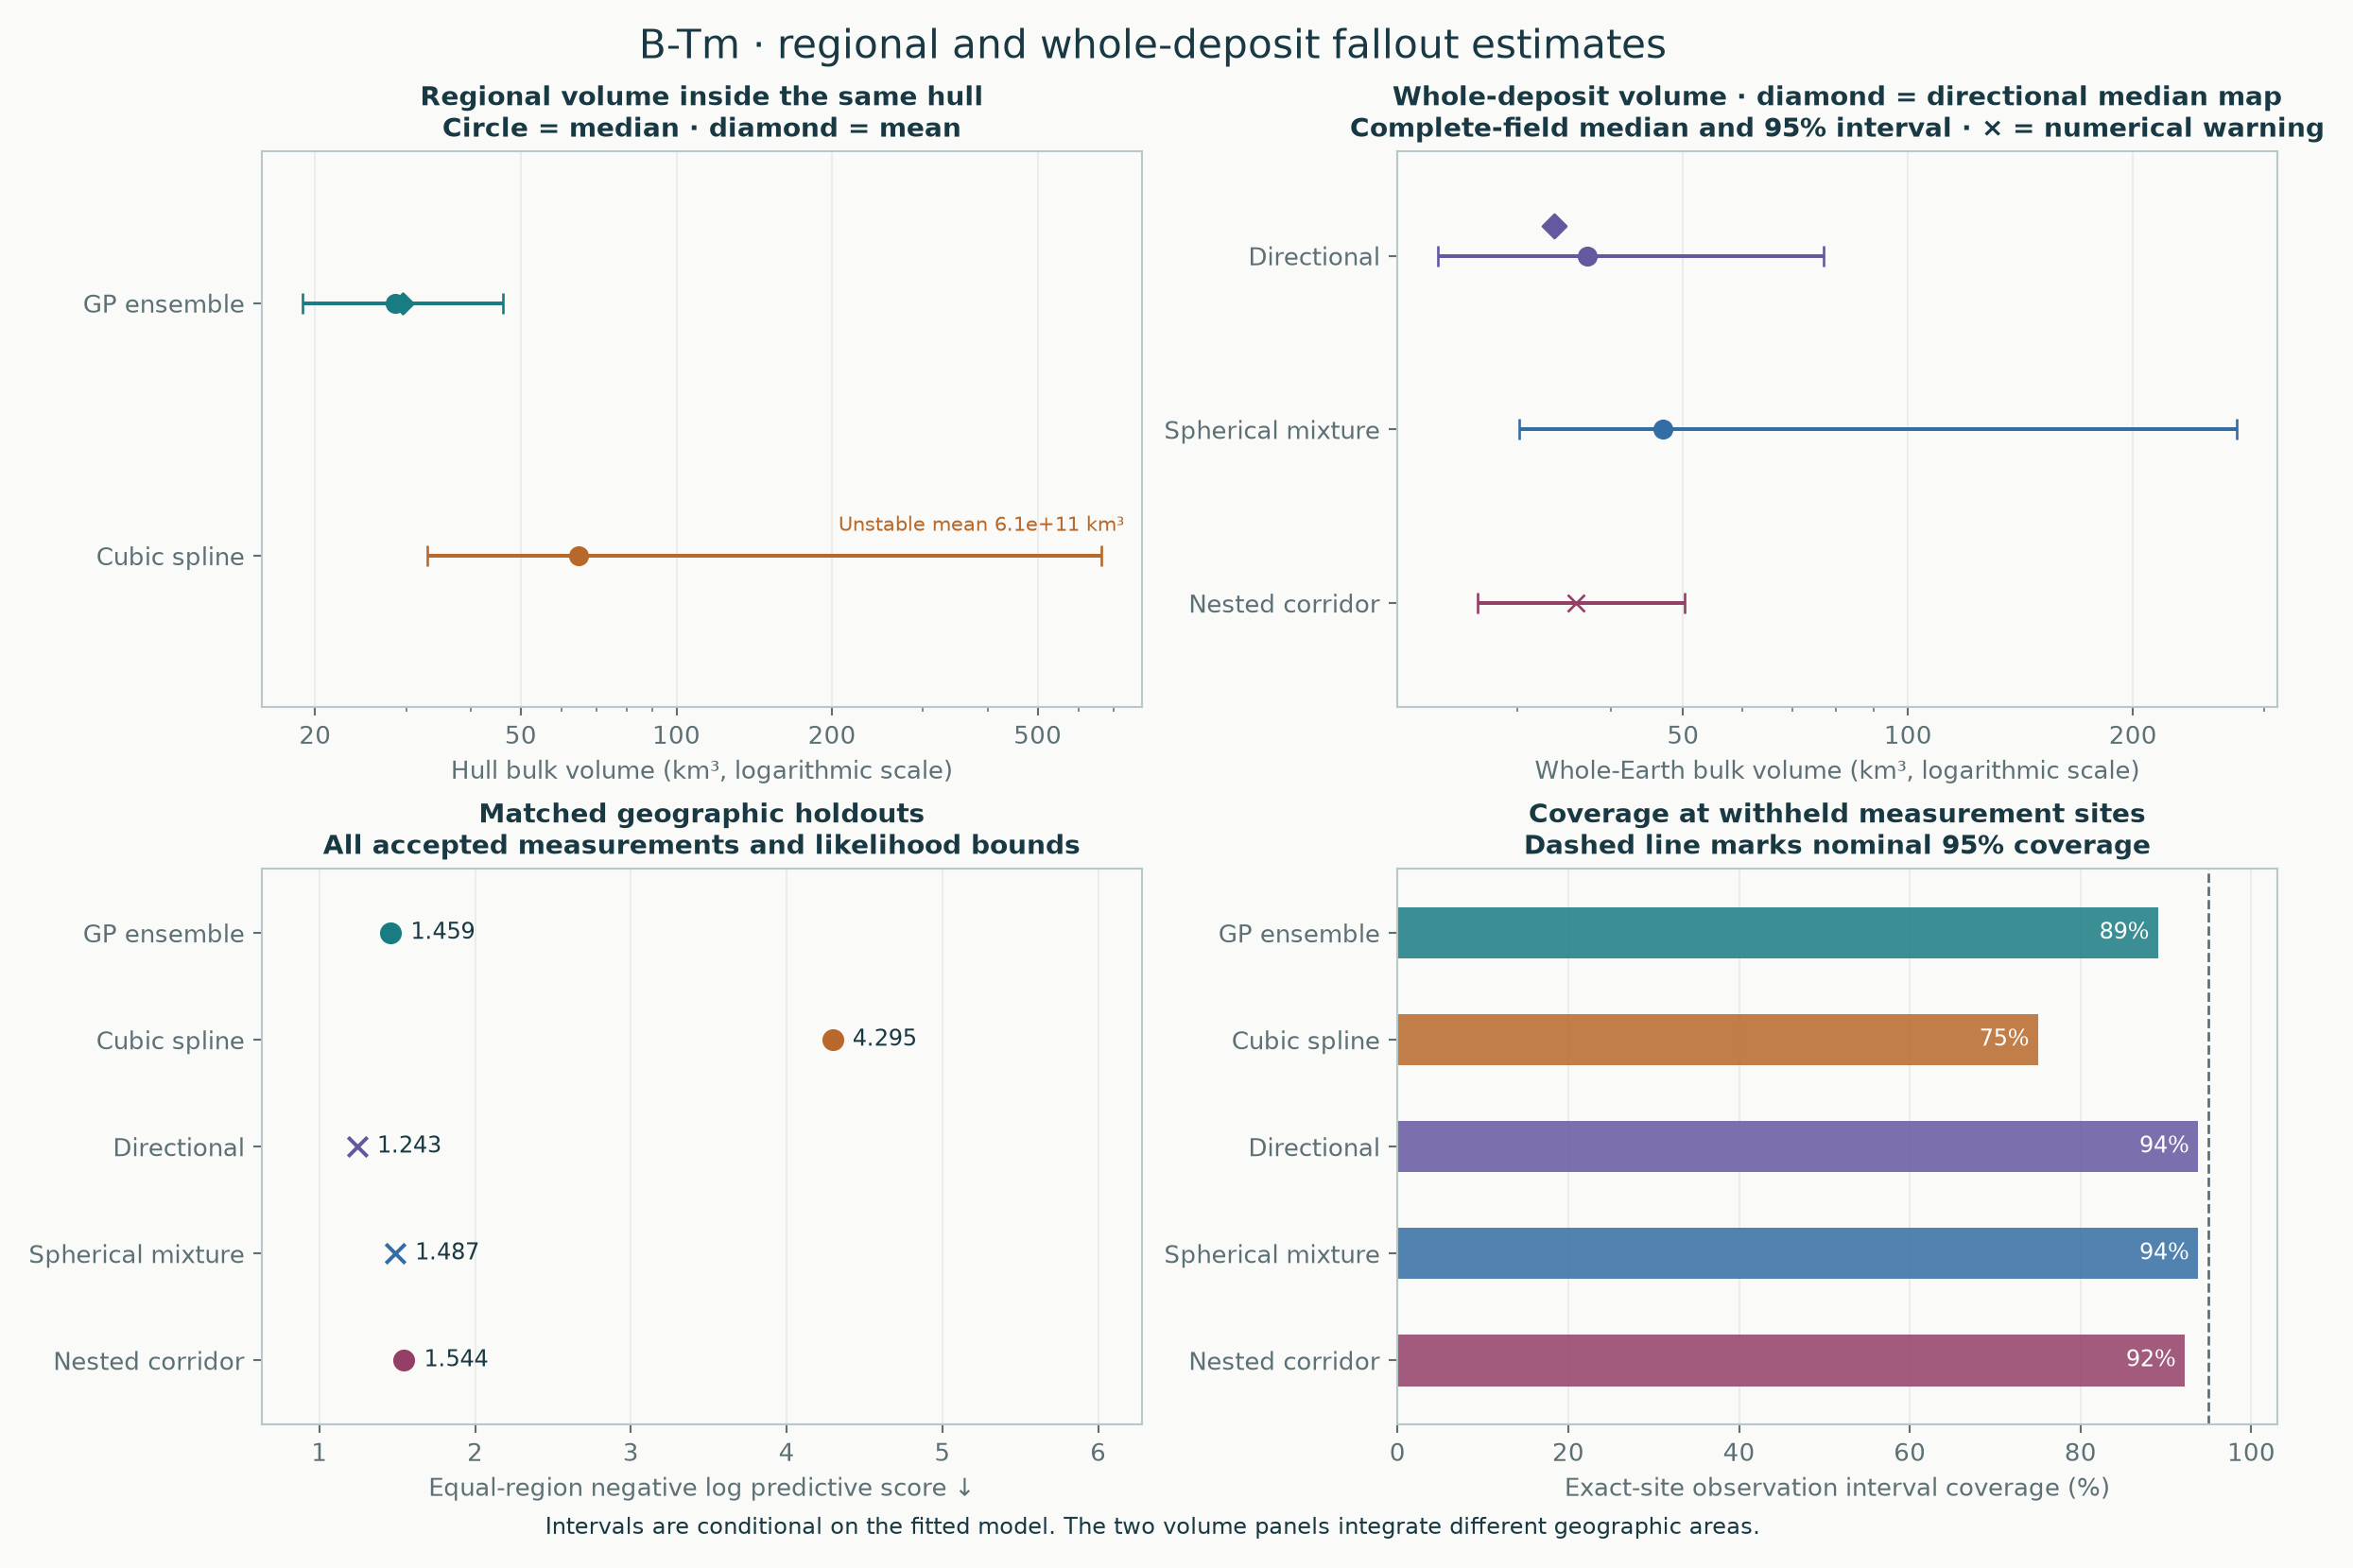 B-Tm · regional and whole-deposit fallout estimates
Regional volume inside the same hull
Circle = median · diamond = mean
GP ensemble
Cubic spline
Unstable mean 6.1e+11 km³
20 50 100 200 500
Hull bulk volume (km³, logarithmic scale)
Whole-deposit volume · diamond = directional median map
Complete-field median and 95% interval · × = numerical warning
Directional
Spherical mixture
Nested corridor
50 100 200
Whole-Earth bulk volume (km³, logarithmic scale)
Matched geographic holdouts
All accepted measurements and likelihood bounds
GP ensemble 1.459
Cubic spline 4.295
Directional 1.243
Spherical mixture 1.487
Nested corridor 1.544
1 2 3 4 5 6
Equal-region negative log predictive score ↓
Coverage at withheld measurement sites
Dashed line marks nominal 95% coverage
GP ensemble 89%
Cubic spline 75%
Directional 94%
Spherical mixture 94%
Nested corridor 92%
0 20 40 60 80 100
Exact-site observation interval coverage (%)
Intervals are conditional on the fitted model. The two volume panels integrate different geographic areas.